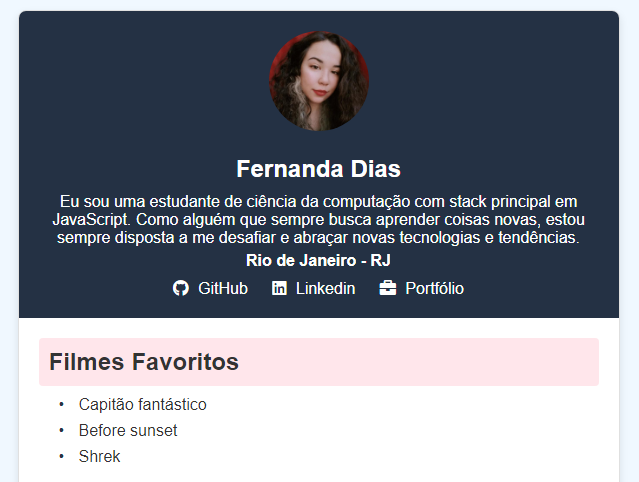 Fernanda Dias
Eu sou uma estudante de ciência da computação com stack principal em
JavaScript. Como alguém que sempre busca aprender coisas novas, estou
sempre disposta a me desafiar e abraçar novas tecnologias e tendências.
Rio de Janeiro - RJ
GitHub Linkedin Portfólio
Filmes Favoritos
• Capitão fantástico
• Before sunset
• Shrek